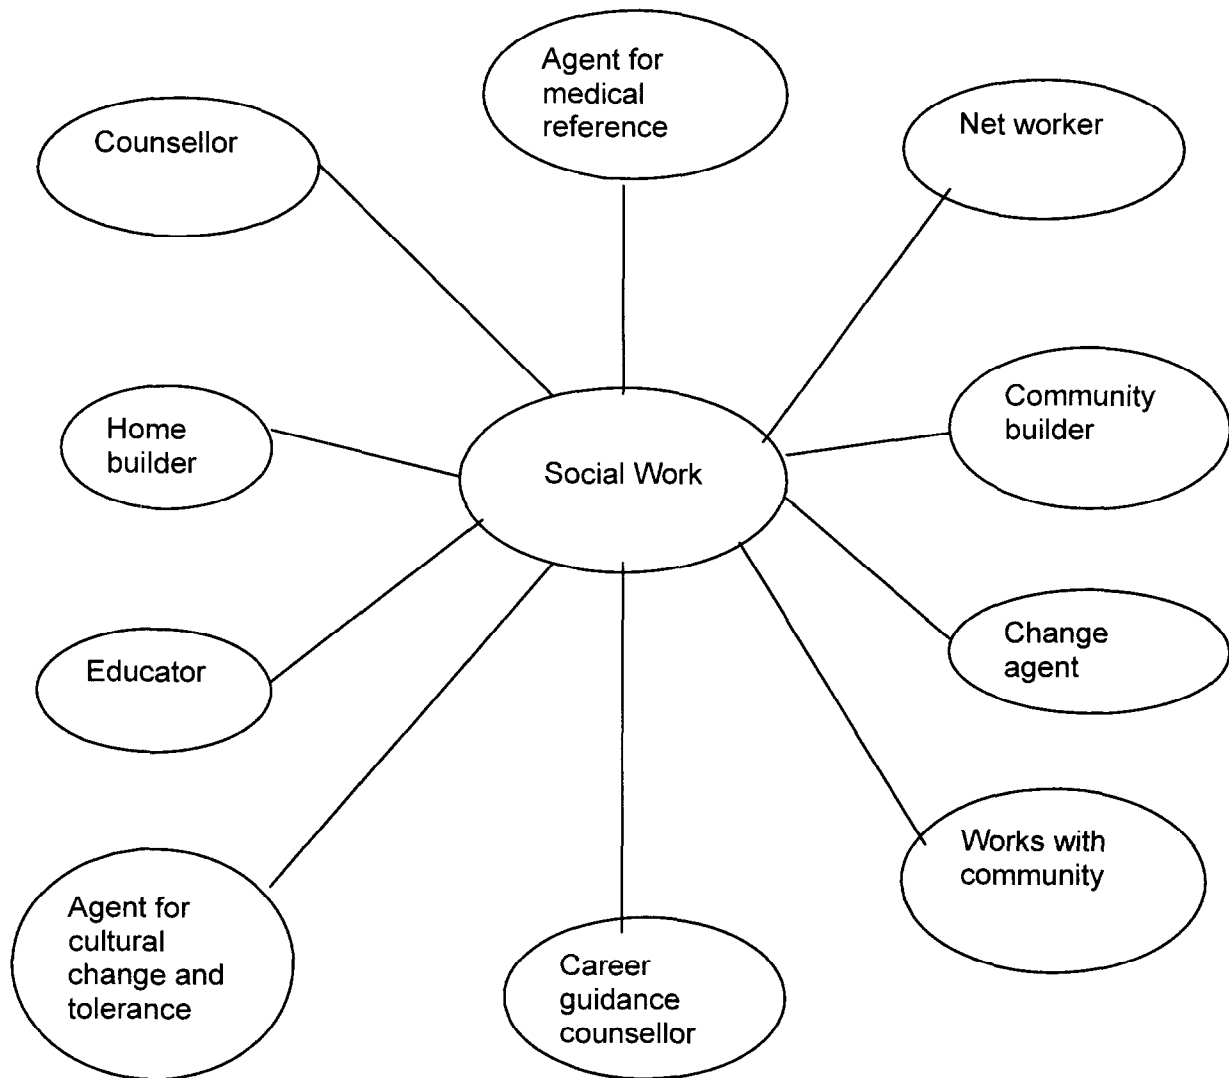 Agent for
medical
reference
Counsellor
Net worker
Home
builder
Social Work
Community
builder
Educator
Change
agent
Agent for
cultural
change and
tolerance
Career
guidance
counsellor
Works with
community